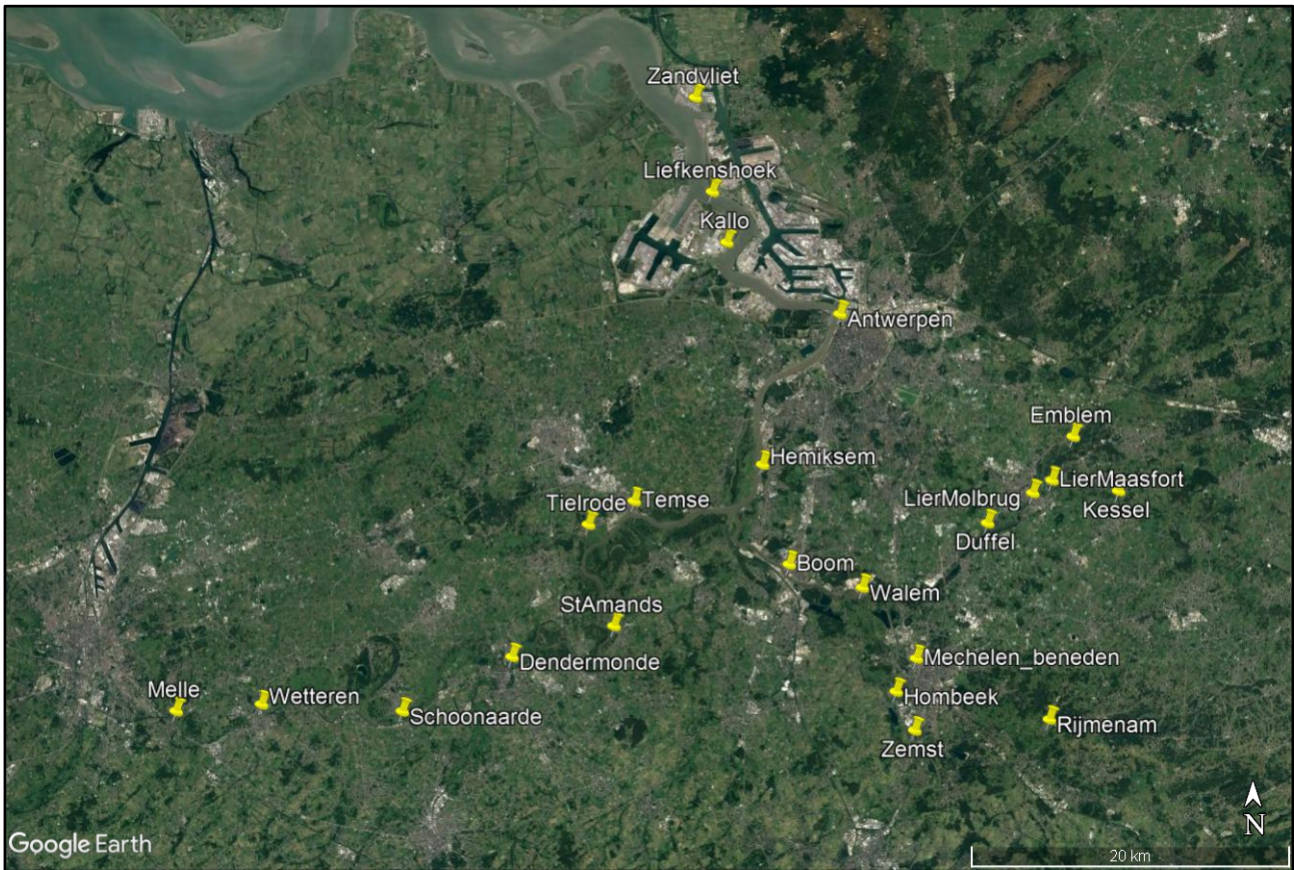 Zandvliet
Liefkenshoek
Kallo
Antwerpen
Emblem
Hemiksem
LierMaasfort
LierMolbrug
Kessel
Tielrode
Temse
Duffel
Boom
Walem
StAmands
Dendermonde
Mechelen_beneden
Melle
Wetteren
Hombeek
Schoonaarde
Rijmenam
Zemst
N
Google Earth
20 km